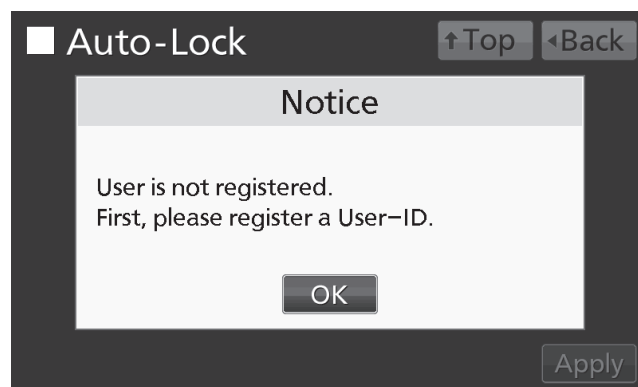 Auto-Lock
↑Top
◂Back
Notice
User is not registered.
First, please register a User-ID.
OK
Apply